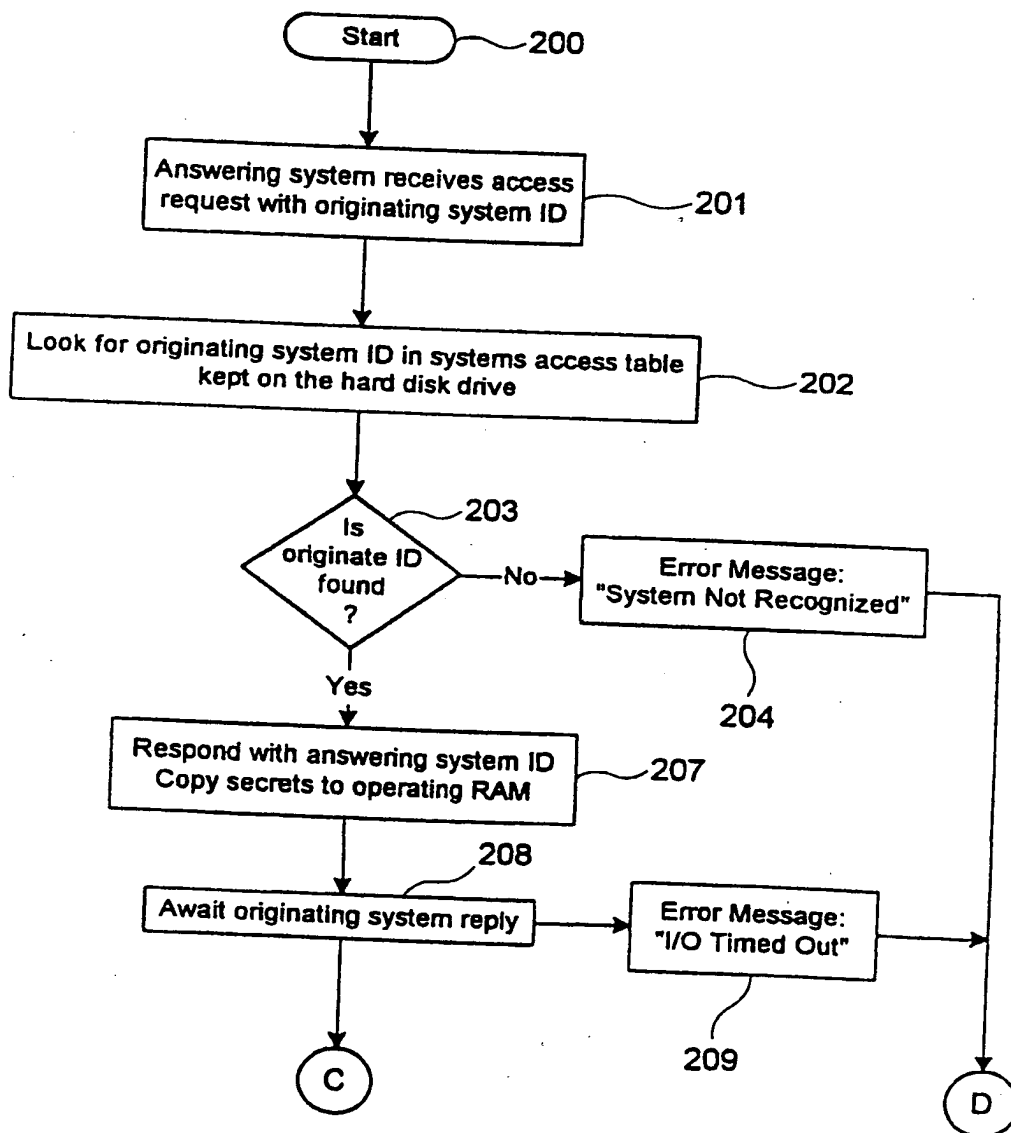 Start
200
Answering system receives access
request with originating system ID
201
Look for originating system ID in systems access table
kept on the hard disk drive
202
203
Is
originate ID
found
?
No
Error Message:
"System Not Recognized"
204
Yes
Respond with answering system ID
Copy secrets to operating RAM
207
208
Await originating system reply
Error Message:
"I/O Timed Out"
209
C
D